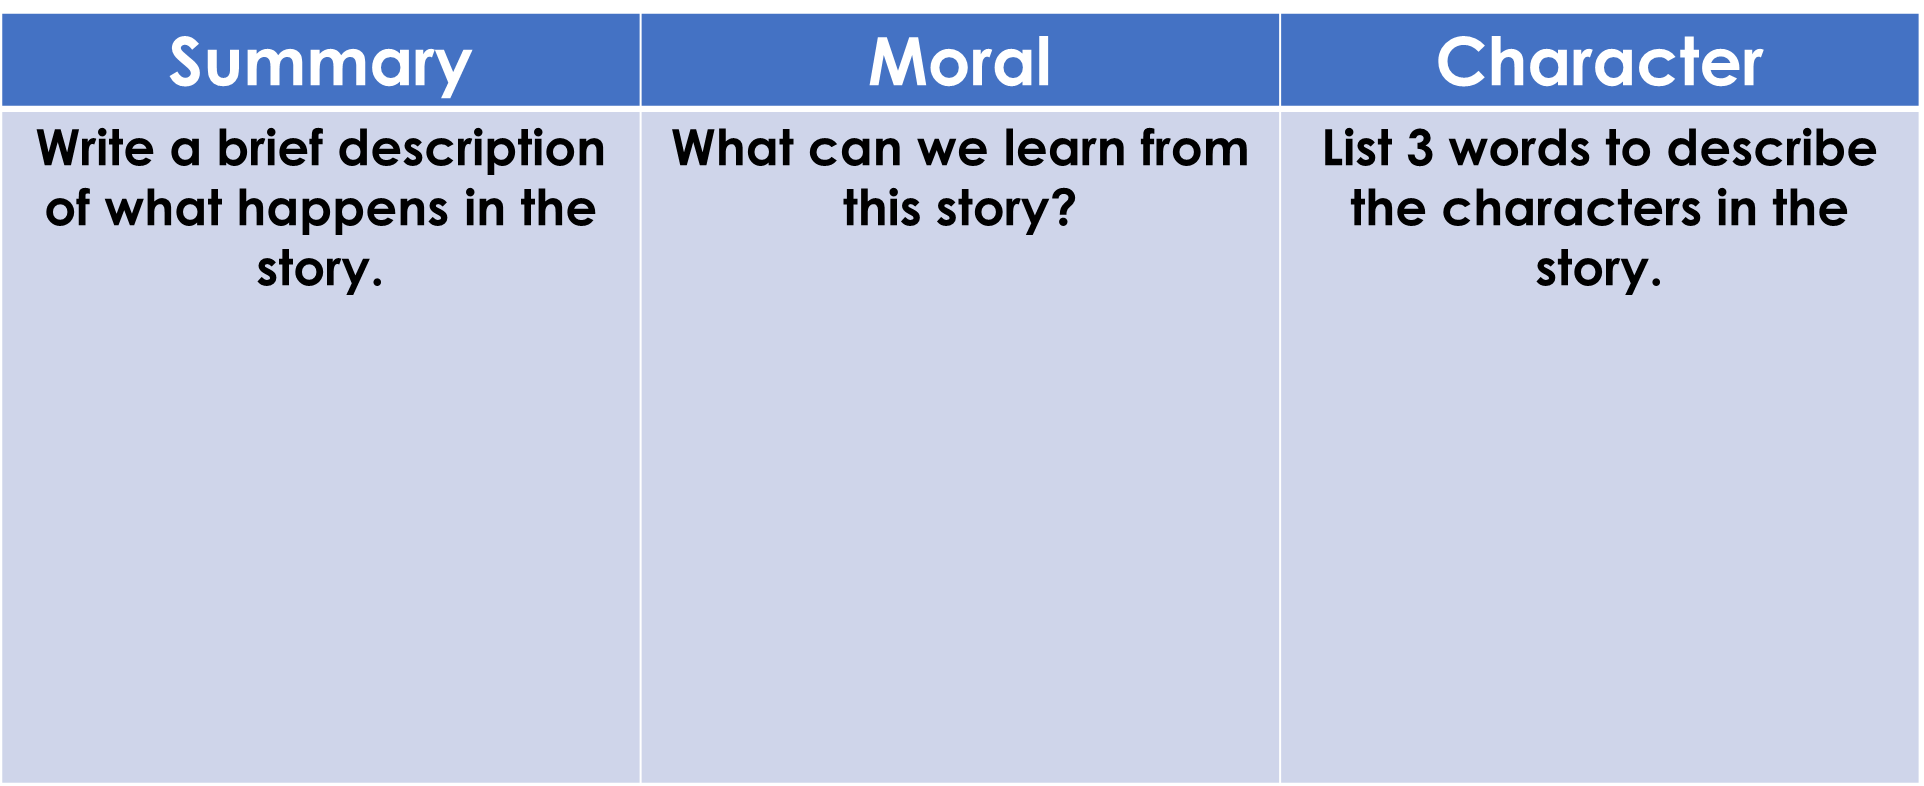 Summary
Moral
Character
Write a brief description
of what happens in the
story.
What can we learn from
this story?
List 3 words to describe
the characters in the
story.